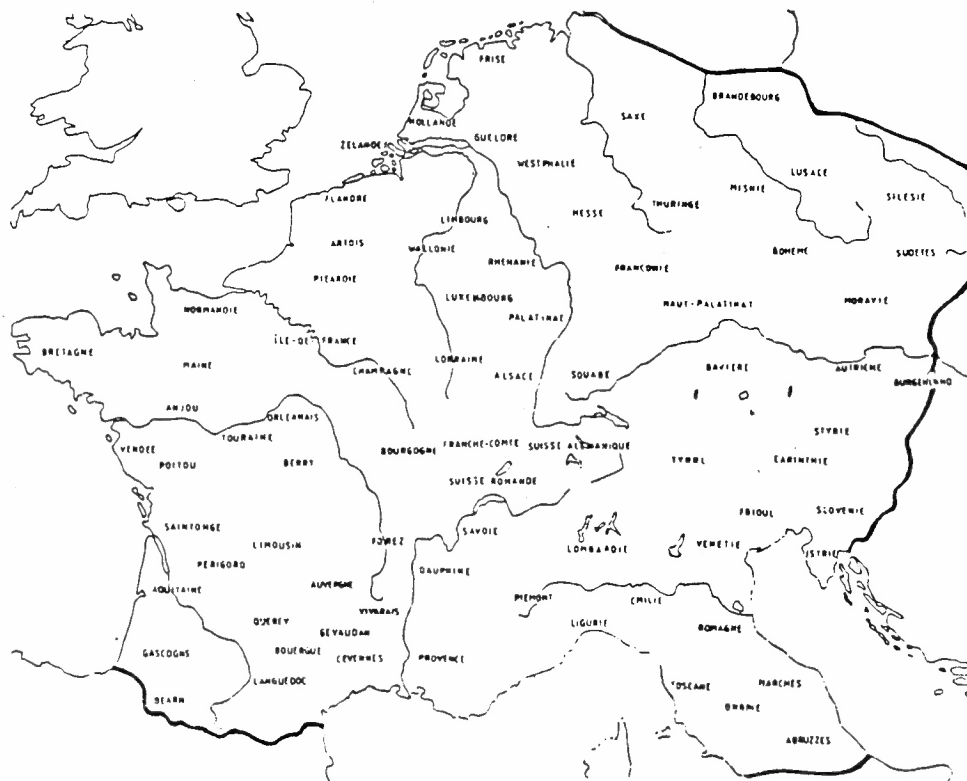 FRISE
BRANDEBOURG
SAXE
HOLLANDE
GUELDRE
ZELANDE
WESTPHALIE
LUSACE
MISNIE
SILESIE
FLANDRE
HESSE
THURINGE
LIMBOURG
ARTOIS
WALLONIE
BOHEME
SUDETES
RHENANIE
FRANCONIE
PICARDIE
LUXEMBOURG
HAUT-PALATINAT
MORAVIE
NORMANDIE
PALATINAT
ILE-DE-FRANCE
BRETAGNE
MAINE
CHAMPAGNE
LORRAINE
ALSACE
SOUABE
BAVIERE
AUTRICHE
BURGENLAND
ANJOU
ORLEANAIS
TOURAINE
STYRIE
VENDEE
BOURGOGNE
FRANCHE-COMTE
SUISSE ALEMANIQUE
POITOU
BERRY
TYROL
CARINTHIE
SUISSE ROMANDE
FRIOUL
SLOVENIE
SAINTONGE
SAVOIE
LIMOUSIN
FOREZ
LOMBARDIE
VENETIE
ISTRIE
PERIGORD
DAUPHINE
AUVERGNE
AQUITAINE
PIEMONT
EMILIE
VIVARAIS
QUERCY
GEVAUDAN
LIGURIE
ROMAGNE
GASCOGNE
ROUERGUE
CEVENNES
PROVENCE
LANGUEDOC
TOSCANE
MARCHES
BEARN
OMBRIE
ABRUZZES